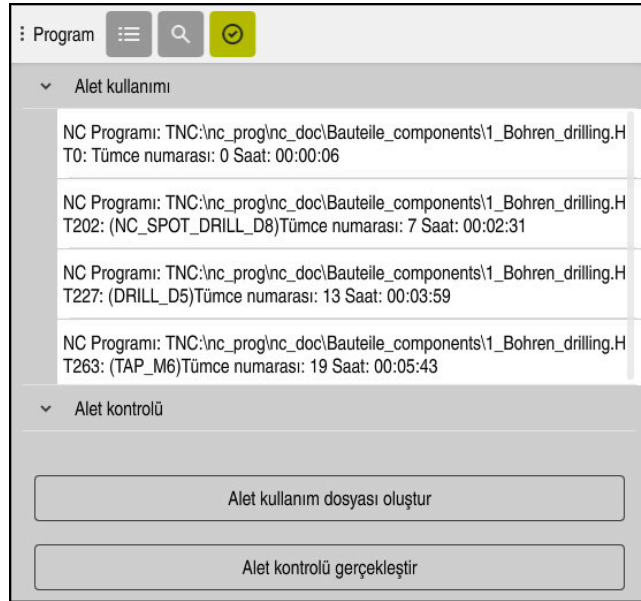 Program
Alet kullanımı
NC Programı: TNC:\nc_prog\nc_doc\Bauteile_components\1_Bohren_drilling.H
T0: Tümce numarası: 0 Saat: 00:00:06
NC Programı: TNC:\nc_prog\nc_doc\Bauteile_components\1_Bohren_drilling.H
T202: (NC_SPOT_DRILL_D8)Tümce numarası: 7 Saat: 00:02:31
NC Programı: TNC:\nc_prog\nc_doc\Bauteile_components\1_Bohren_drilling.H
T227: (DRILL_D5)Tümce numarası: 13 Saat: 00:03:59
NC Programı: TNC:\nc_prog\nc_doc\Bauteile_components\1_Bohren_drilling.H
T263: (TAP_M6)Tümce numarası: 19 Saat: 00:05:43
Alet kontrolü
Alet kullanım dosyası oluştur
Alet kontrolü gerçekleştir